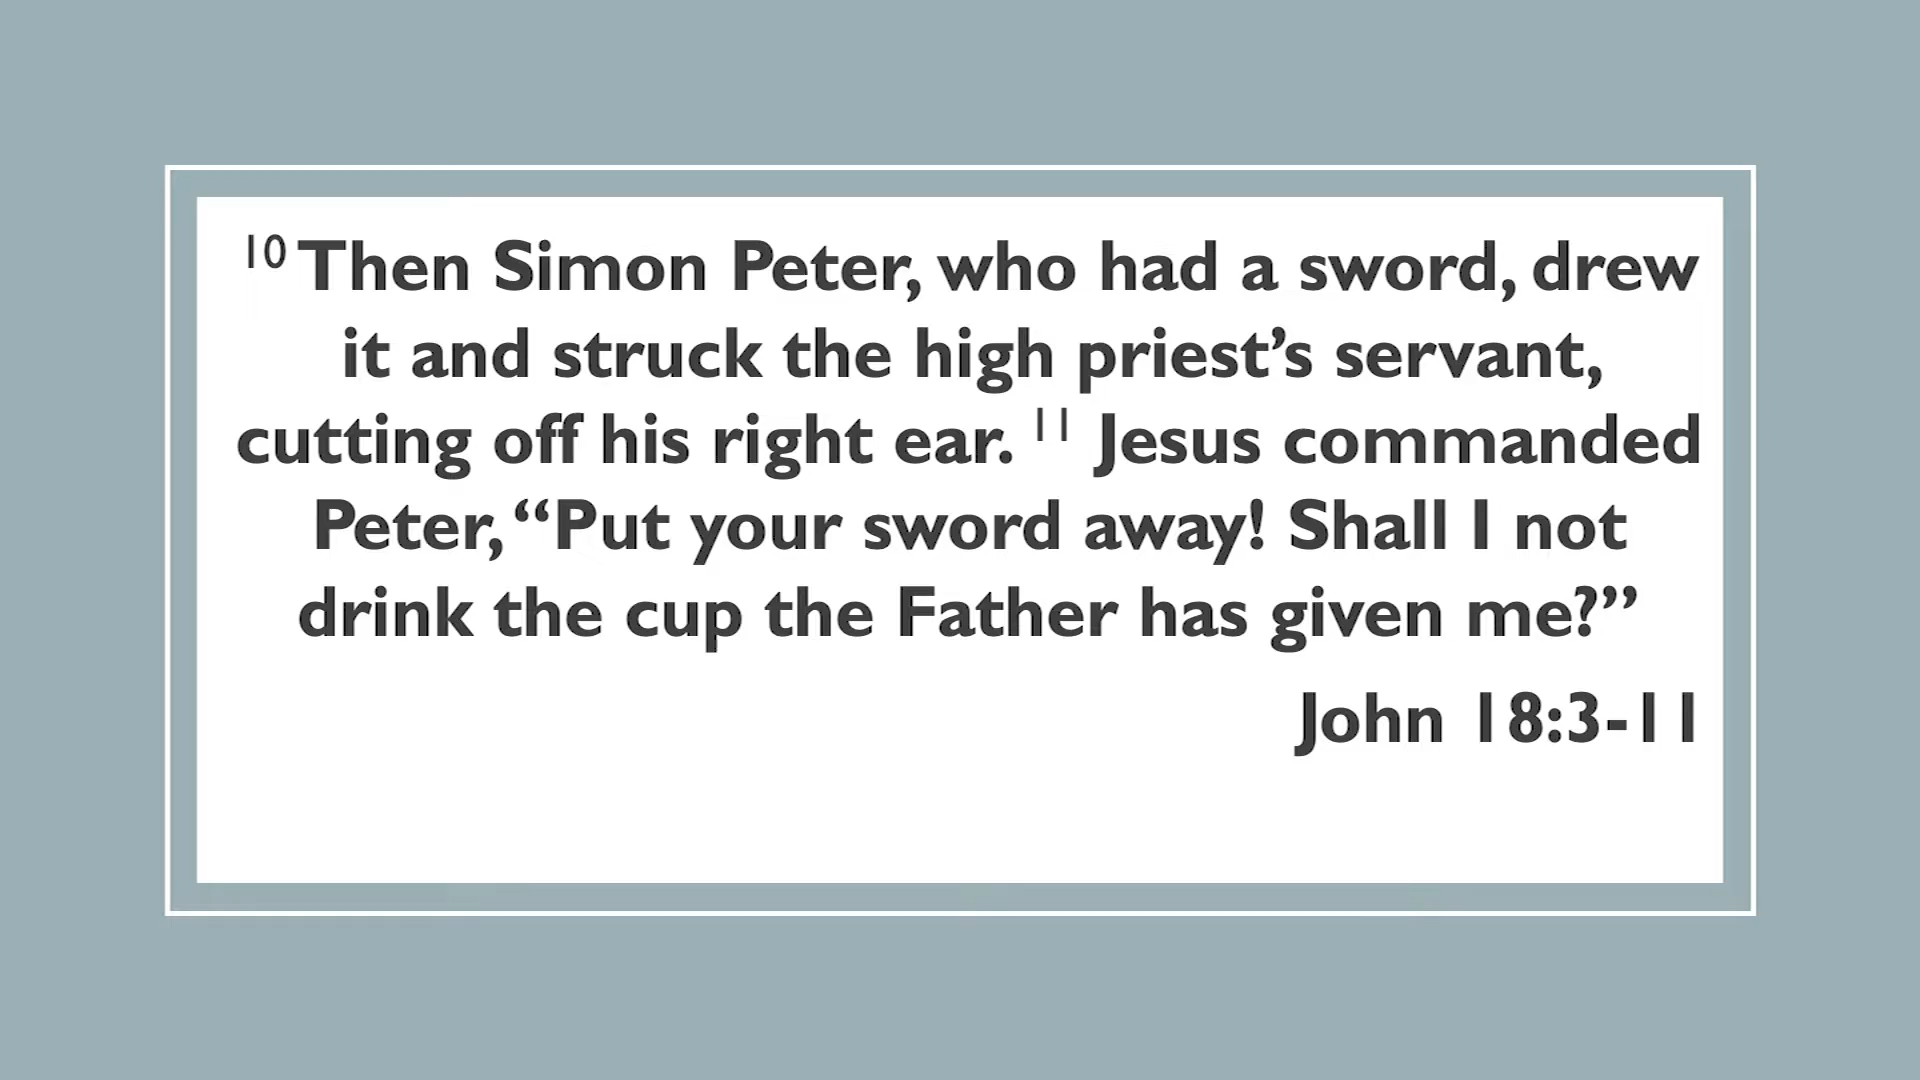 10 Then Simon Peter, who had a sword, drew
it and struck the high priest’s servant,
cutting off his right ear. 11 Jesus commanded
Peter, “Put your sword away! Shall I not
drink the cup the Father has given me?”
John 18:3-11